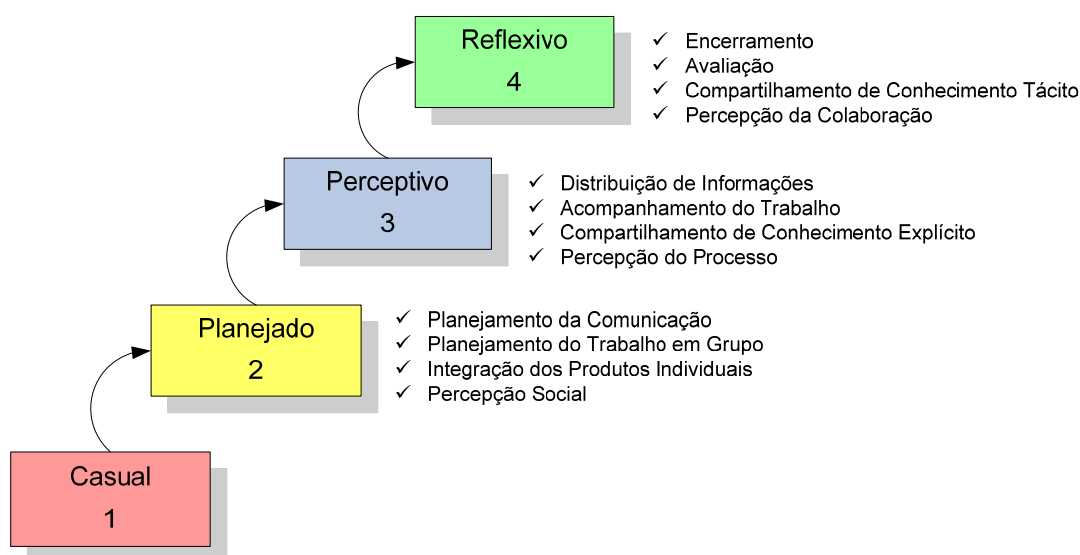 Reflexivo
4
✓ Encerramento
✓ Avaliação
✓ Compartilhamento de Conhecimento Tácito
✓ Percepção da Colaboração
Perceptivo
3
✓ Distribuição de Informações
✓ Acompanhamento do Trabalho
✓ Compartilhamento de Conhecimento Explícito
✓ Percepção do Processo
Planejado
2
✓ Planejamento da Comunicação
✓ Planejamento do Trabalho em Grupo
✓ Integração dos Produtos Individuais
✓ Percepção Social
Casual
1